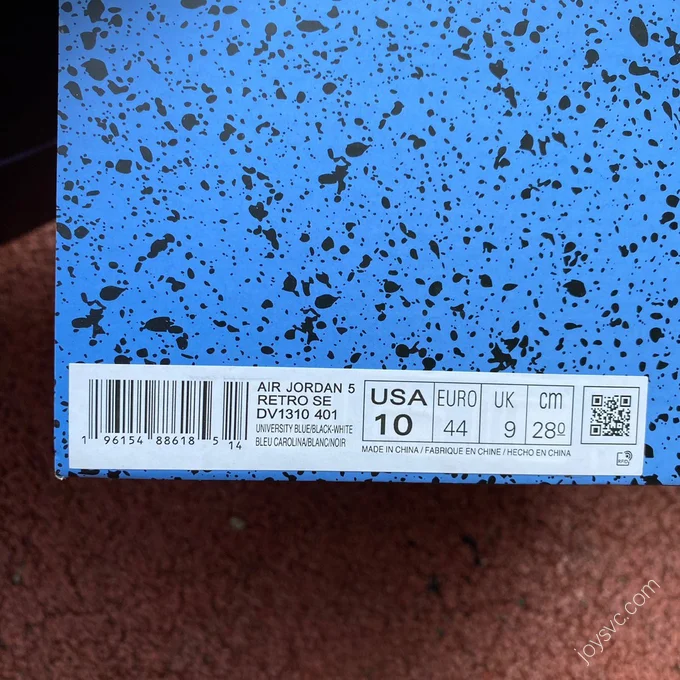 AIR JORDAN 5
RETRO SE
DV1310 401
UNIVERSITY BLUE/BLACK-WHITE
BLEU CAROLINA/BLANC/NOIR
1 96154 88618 5 14
USA
10
EURO
44
UK
9
cm
28º
MADE IN CHINA / FABRIQUE EN CHINE / HECHO EN CHINA
RFID
joysvc.com